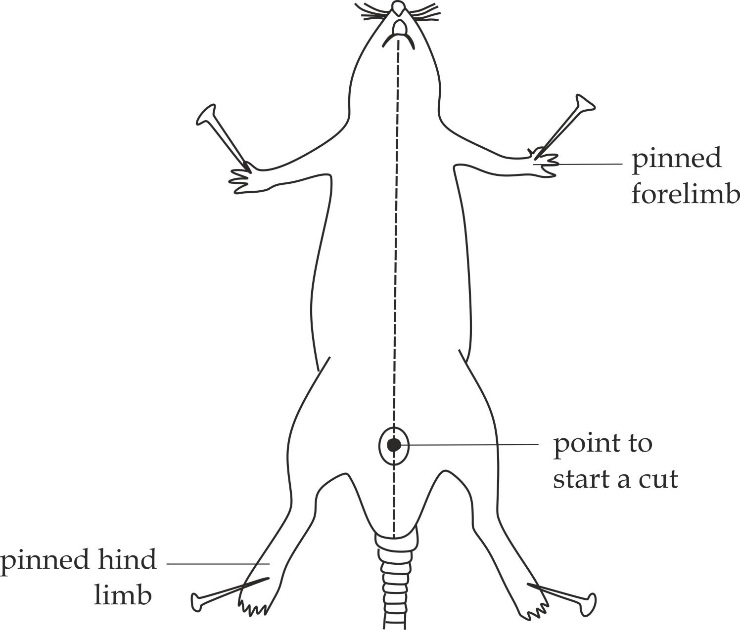 pinned
forelimb
point to
start a cut
pinned hind
limb